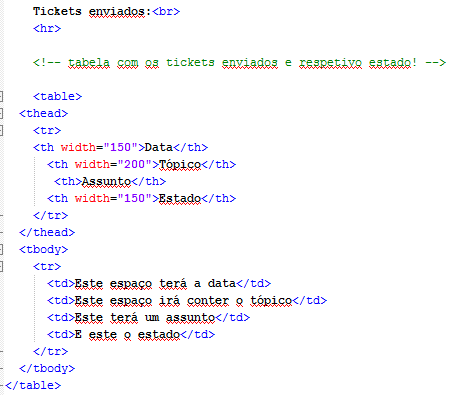 Tickets enviados:<br>
<hr>
<!-- tabela com os tickets enviados e respetivo estado! -->
<table>
<thead>
<tr>
<th width="150">Data</th>
<th width="200">Tópico</th>
<th>Assunto</th>
<th width="150">Estado</th>
</tr>
</thead>
<tbody>
<tr>
<td>Este espaço terá a data</td>
<td>Este espaço irá conter o tópico</td>
<td>Este terá um assunto</td>
<td>E este o estado</td>
</tr>
</tbody>
</table>